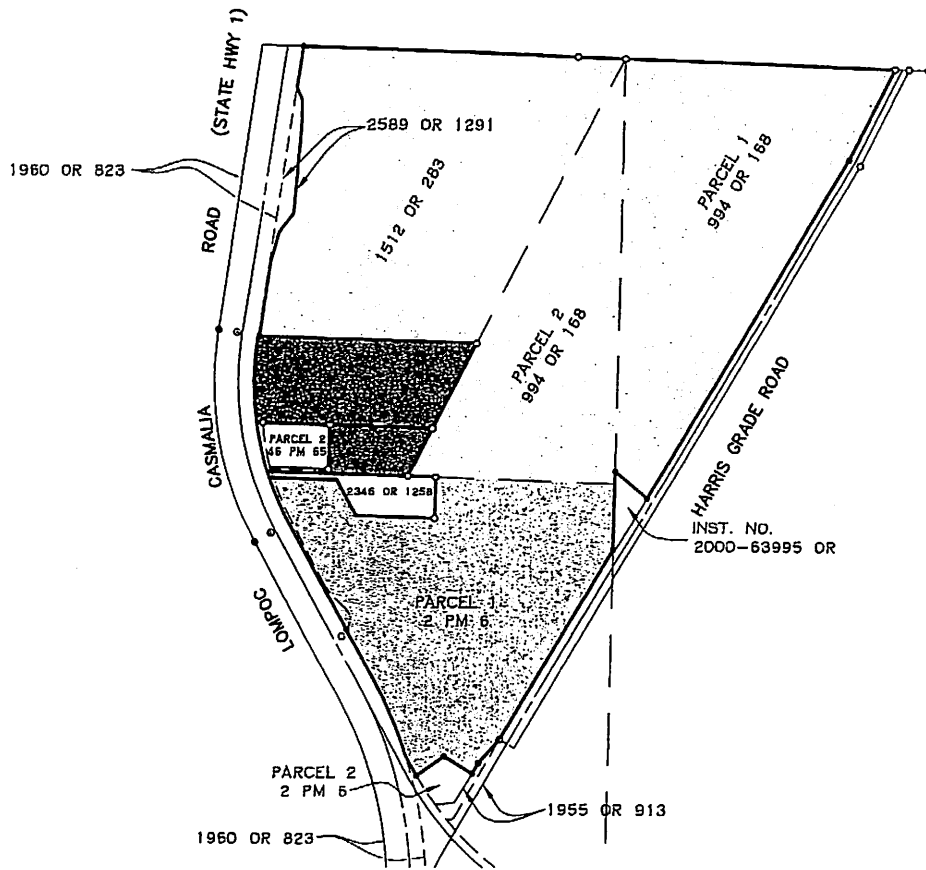 (STATE HWY 1)
2589 OR 1291
1960 OR 823
ROAD
1512 OR 283
PARCEL 1
994 OR 168
PARCEL 2
994 OR 168
HARRIS GRADE ROAD
CASMALIA
PARCEL 2
46 PM 65
2346 OR 1258
INST. NO.
2000-63995 OR
LOMPOC
PARCEL 1
2 PM 6
PARCEL 2
2 PM 6
1955 OR 913
1960 OR 823